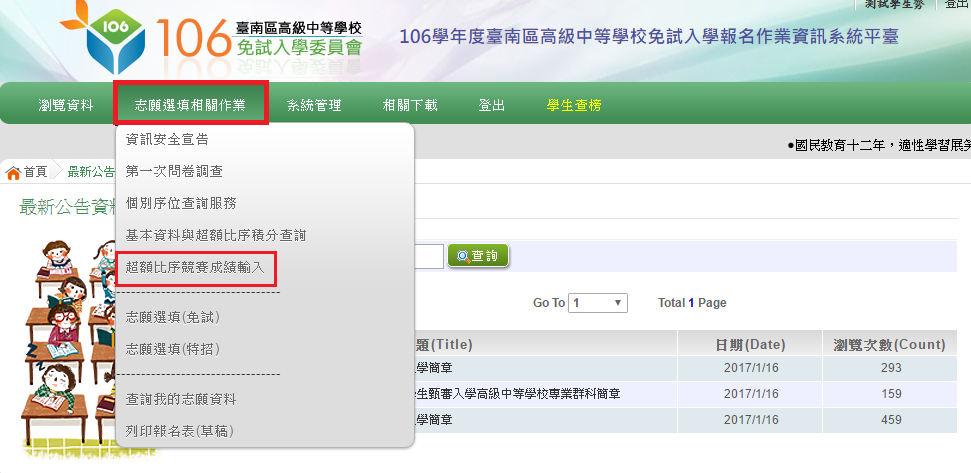 測試學生勢 登出
106
106
臺南區高級中等學校
免試入學委員會
106學年度臺南區高級中等學校免試入學報名作業資訊系統平臺
瀏覽資料 志願選填相關作業 系統管理 相關下載 登出 學生查榜
資訊安全宣告
●國民教育十二年，適性學習展
首頁 最新公告
第一次問卷調查
最新公告資
個別序位查詢服務
基本資料與超額比序積分查詢
查詢
超額比序競賽成績輸入
Go To 1 Total 1 Page
志願選填(免試)
題(Title) 日期(Date) 瀏覽次數(Count)
志願選填(特招)
學簡章 2017/1/16 293
生甄審入學高級中等學校專業群科簡章 2017/1/16 159
查詢我的志願資料
學簡章 2017/1/16 459
列印報名表(草稿)